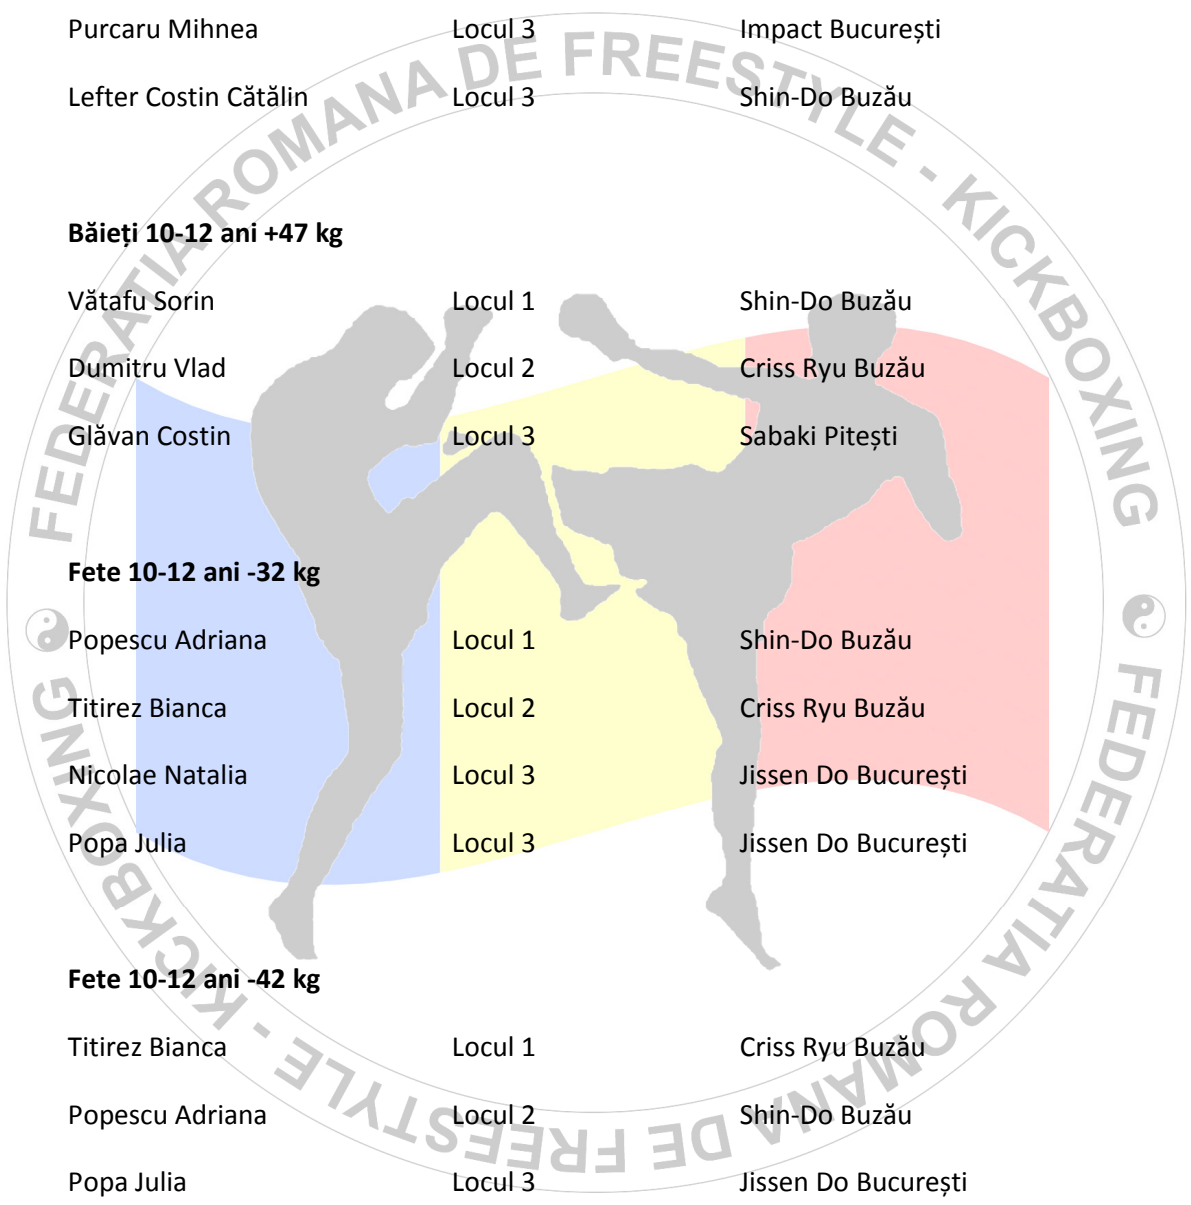 Purcaru Mihnea Locul 3 Impact București
Lefter Costin Cătălin Locul 3 Shin-Do Buzău
Băieți 10-12 ani +47 kg
Vătafu Sorin Locul 1 Shin-Do Buzău
Dumitru Vlad Locul 2 Criss Ryu Buzău
Glăvan Costin Locul 3 Sabaki Pitești
Fete 10-12 ani -32 kg
Popescu Adriana Locul 1 Shin-Do Buzău
Titirez Bianca Locul 2 Criss Ryu Buzău
Nicolae Natalia Locul 3 Jissen Do București
Popa Julia Locul 3 Jissen Do București
Fete 10-12 ani -42 kg
Titirez Bianca Locul 1 Criss Ryu Buzău
Popescu Adriana Locul 2 Shin-Do Buzău
Popa Julia Locul 3 Jissen Do București
FEDERATIA ROMANA DE FREESTYLE - KICKBOXING
FEDERATIA ROMANA DE FREESTYLE - KICKBOXING